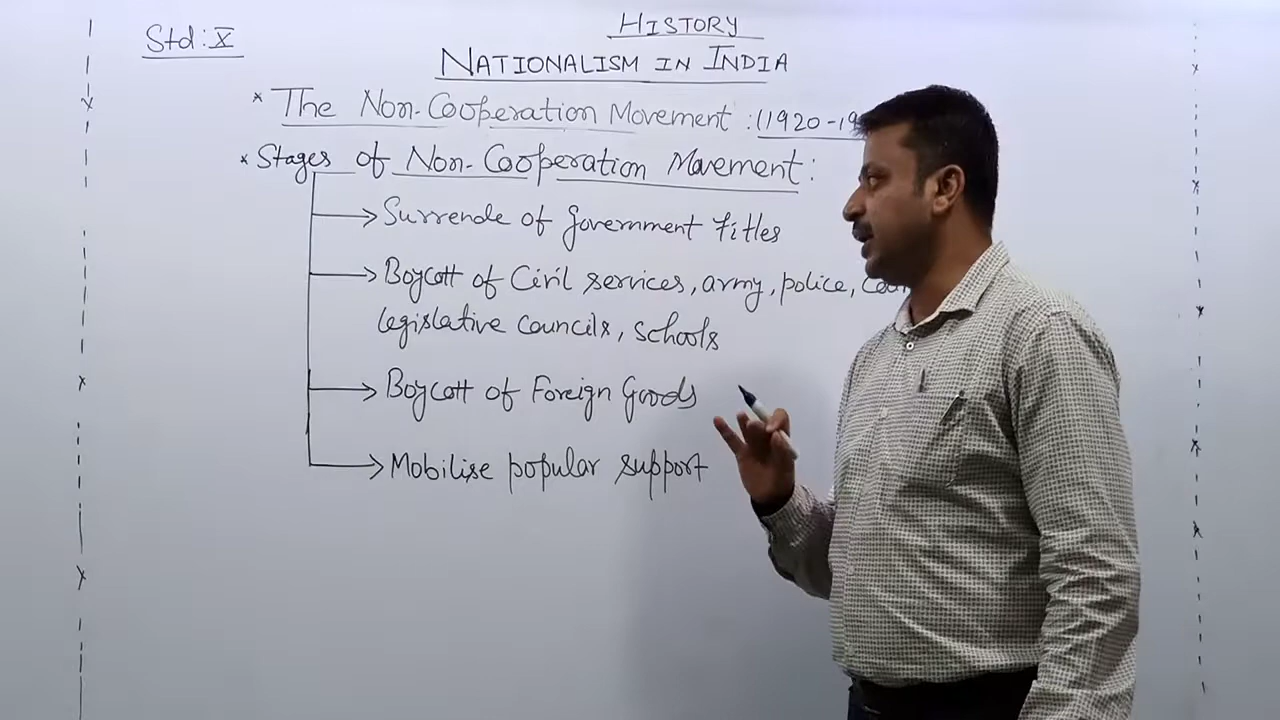 HISTORY
Std: X
NATIONALISM IN INDIA
* The Non-Cooperation Movement : (1920-19
* Stages of Non-Cooperation Movement :
→ Surrende of Government Titles
→ Boycott of Civil services, army, police,
legislative councils, schools
→ Boycott of Foreign Goods
→ Mobilise popular support